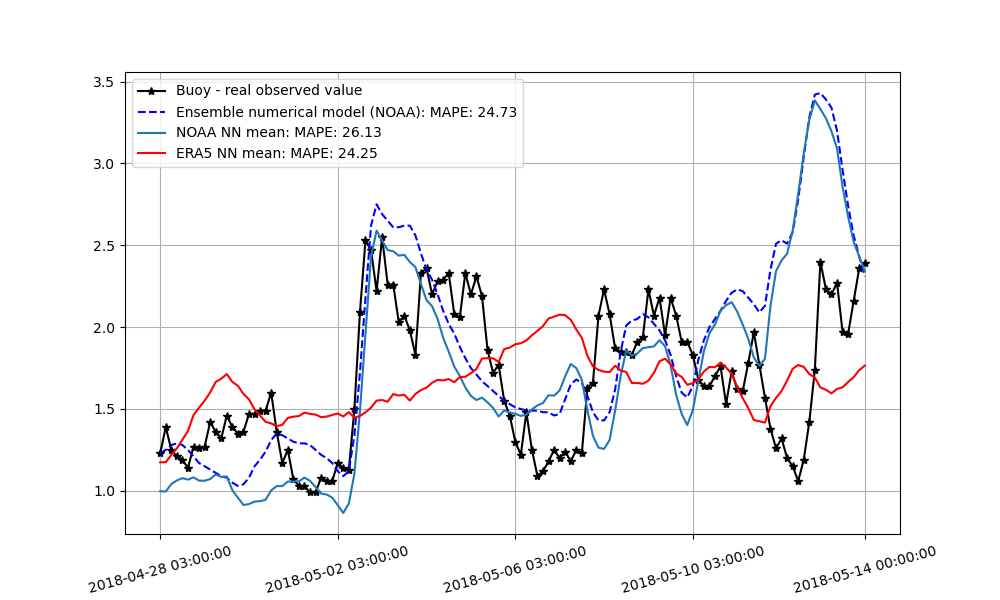 Buoy - real observed value
Ensemble numerical model (NOAA): MAPE: 24.73
NOAA NN mean: MAPE: 26.13
ERA5 NN mean: MAPE: 24.25
3.5
3.0
2.5
2.0
1.5
1.0
2018-04-28 03:00:00
2018-05-02 03:00:00
2018-05-06 03:00:00
2018-05-10 03:00:00
2018-05-14 00:00:00